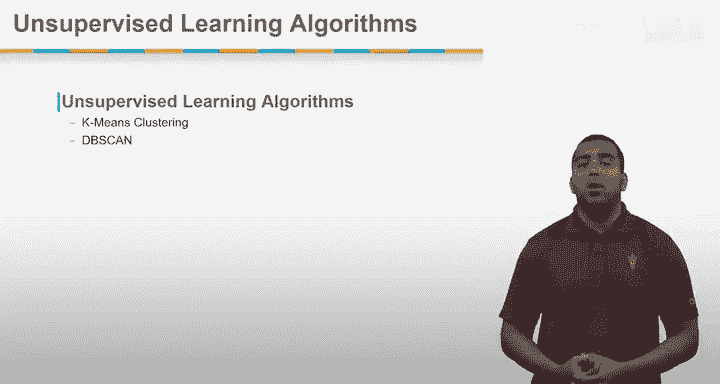 Unsupervised Learning Algorithms
Unsupervised Learning Algorithms
– K-Means Clustering
– DBSCAN